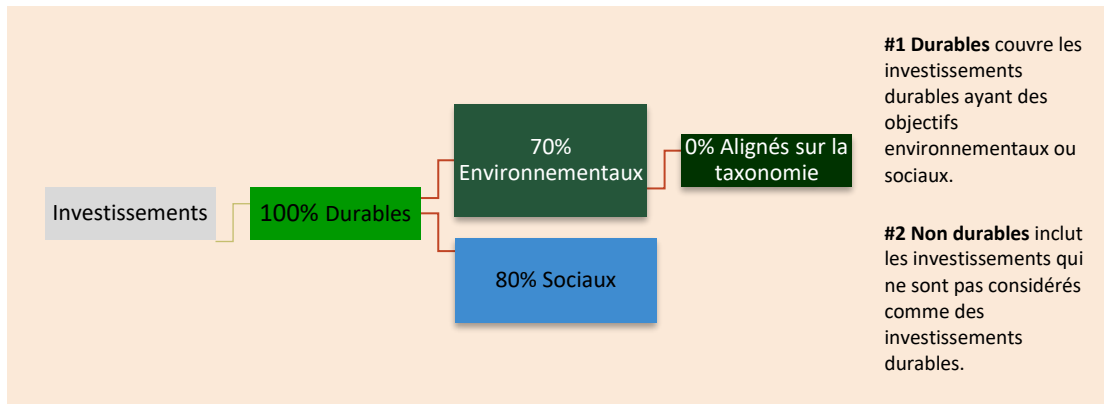 Investissements
100% Durables
70%
Environnementaux
0% Alignés sur la
taxonomie
80% Sociaux
#1 Durables couvre les
investissements
durables ayant des
objectifs
environnementaux ou
sociaux.
#2 Non durables inclut
les investissements qui
ne sont pas considérés
comme des
investissements
durables.